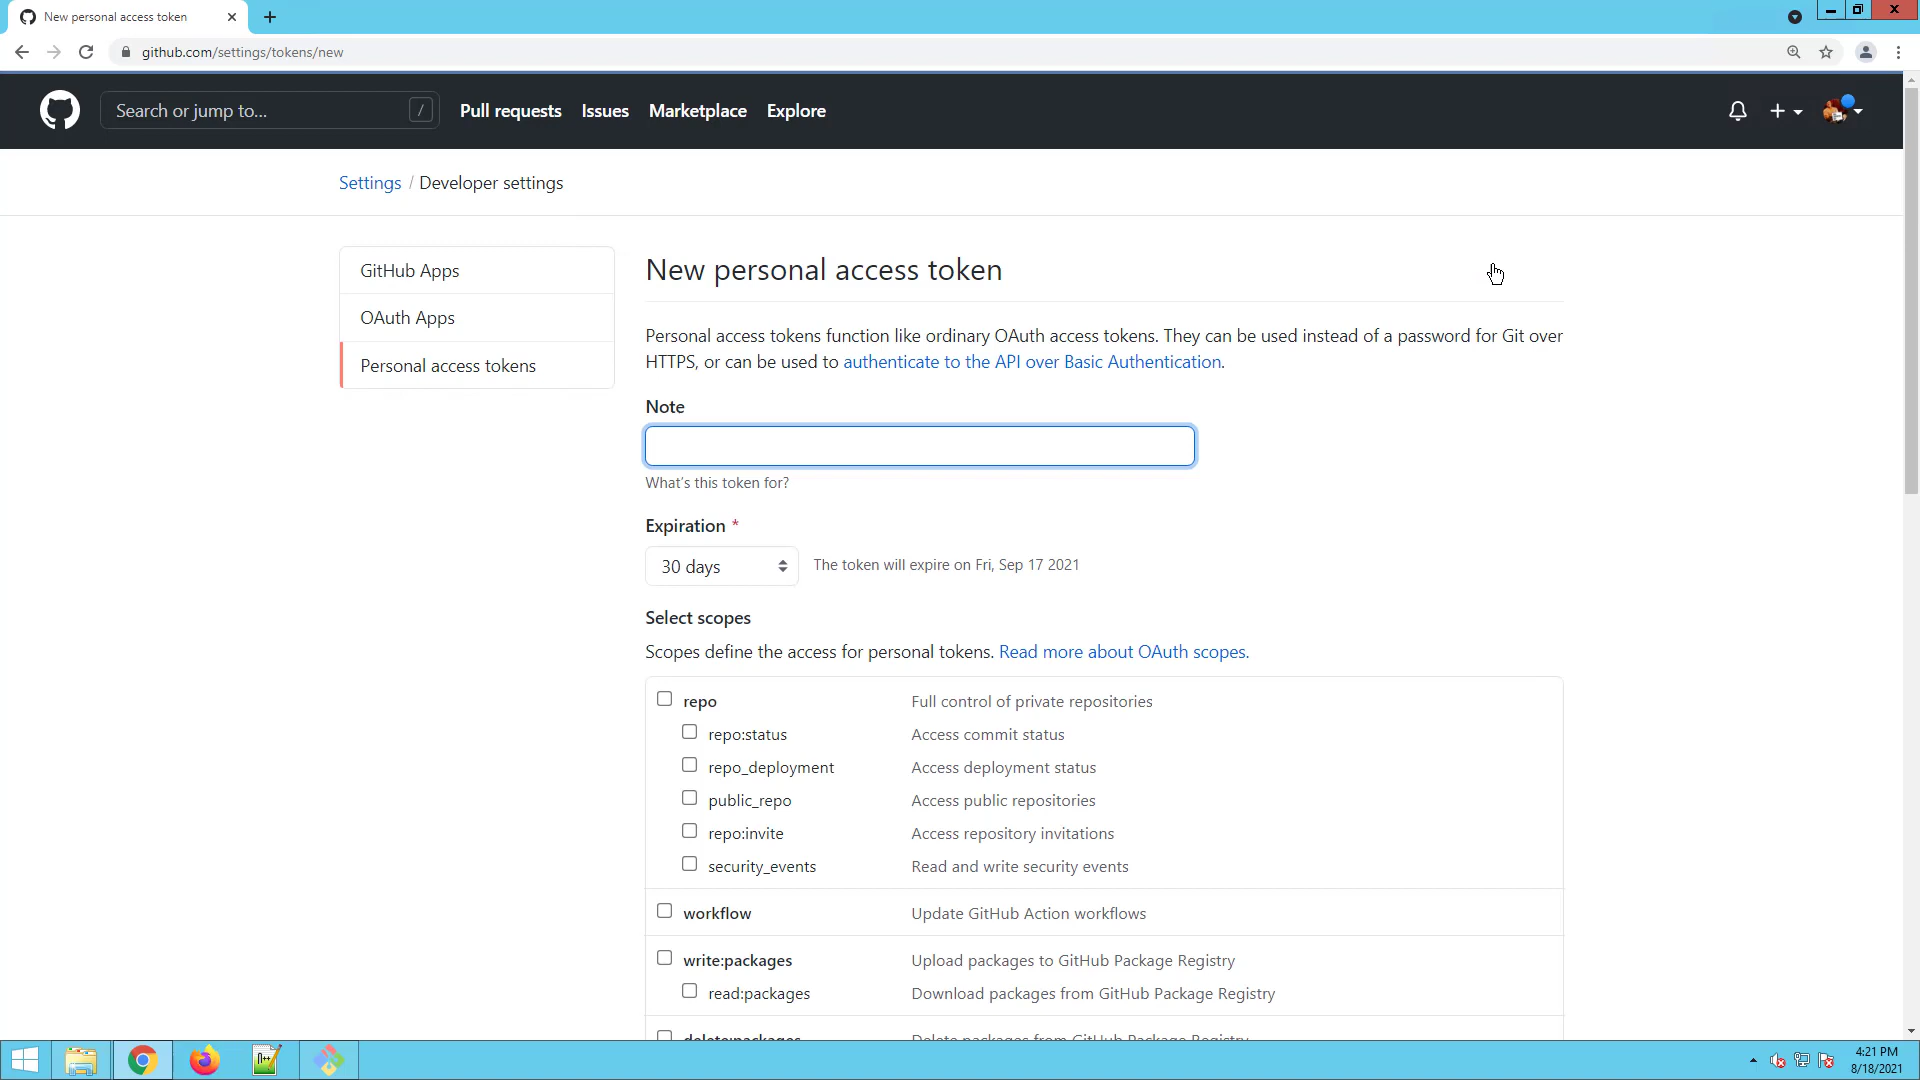 New personal access token
github.com/settings/tokens/new
Search or jump to... /
Pull requests Issues Marketplace Explore
Settings / Developer settings
GitHub Apps
OAuth Apps
Personal access tokens
New personal access token
Personal access tokens function like ordinary OAuth access tokens. They can be used instead of a password for Git over
HTTPS, or can be used to authenticate to the API over Basic Authentication.
Note
What's this token for?
Expiration *
30 days The token will expire on Fri, Sep 17 2021
Select scopes
Scopes define the access for personal tokens. Read more about OAuth scopes.
repo Full control of private repositories
repo:status Access commit status
repo_deployment Access deployment status
public_repo Access public repositories
repo:invite Access repository invitations
security_events Read and write security events
workflow Update GitHub Action workflows
write:packages Upload packages to GitHub Package Registry
read:packages Download packages from GitHub Package Registry
delete:packages Delete packages from GitHub Package Registry
4:21 PM
8/18/2021